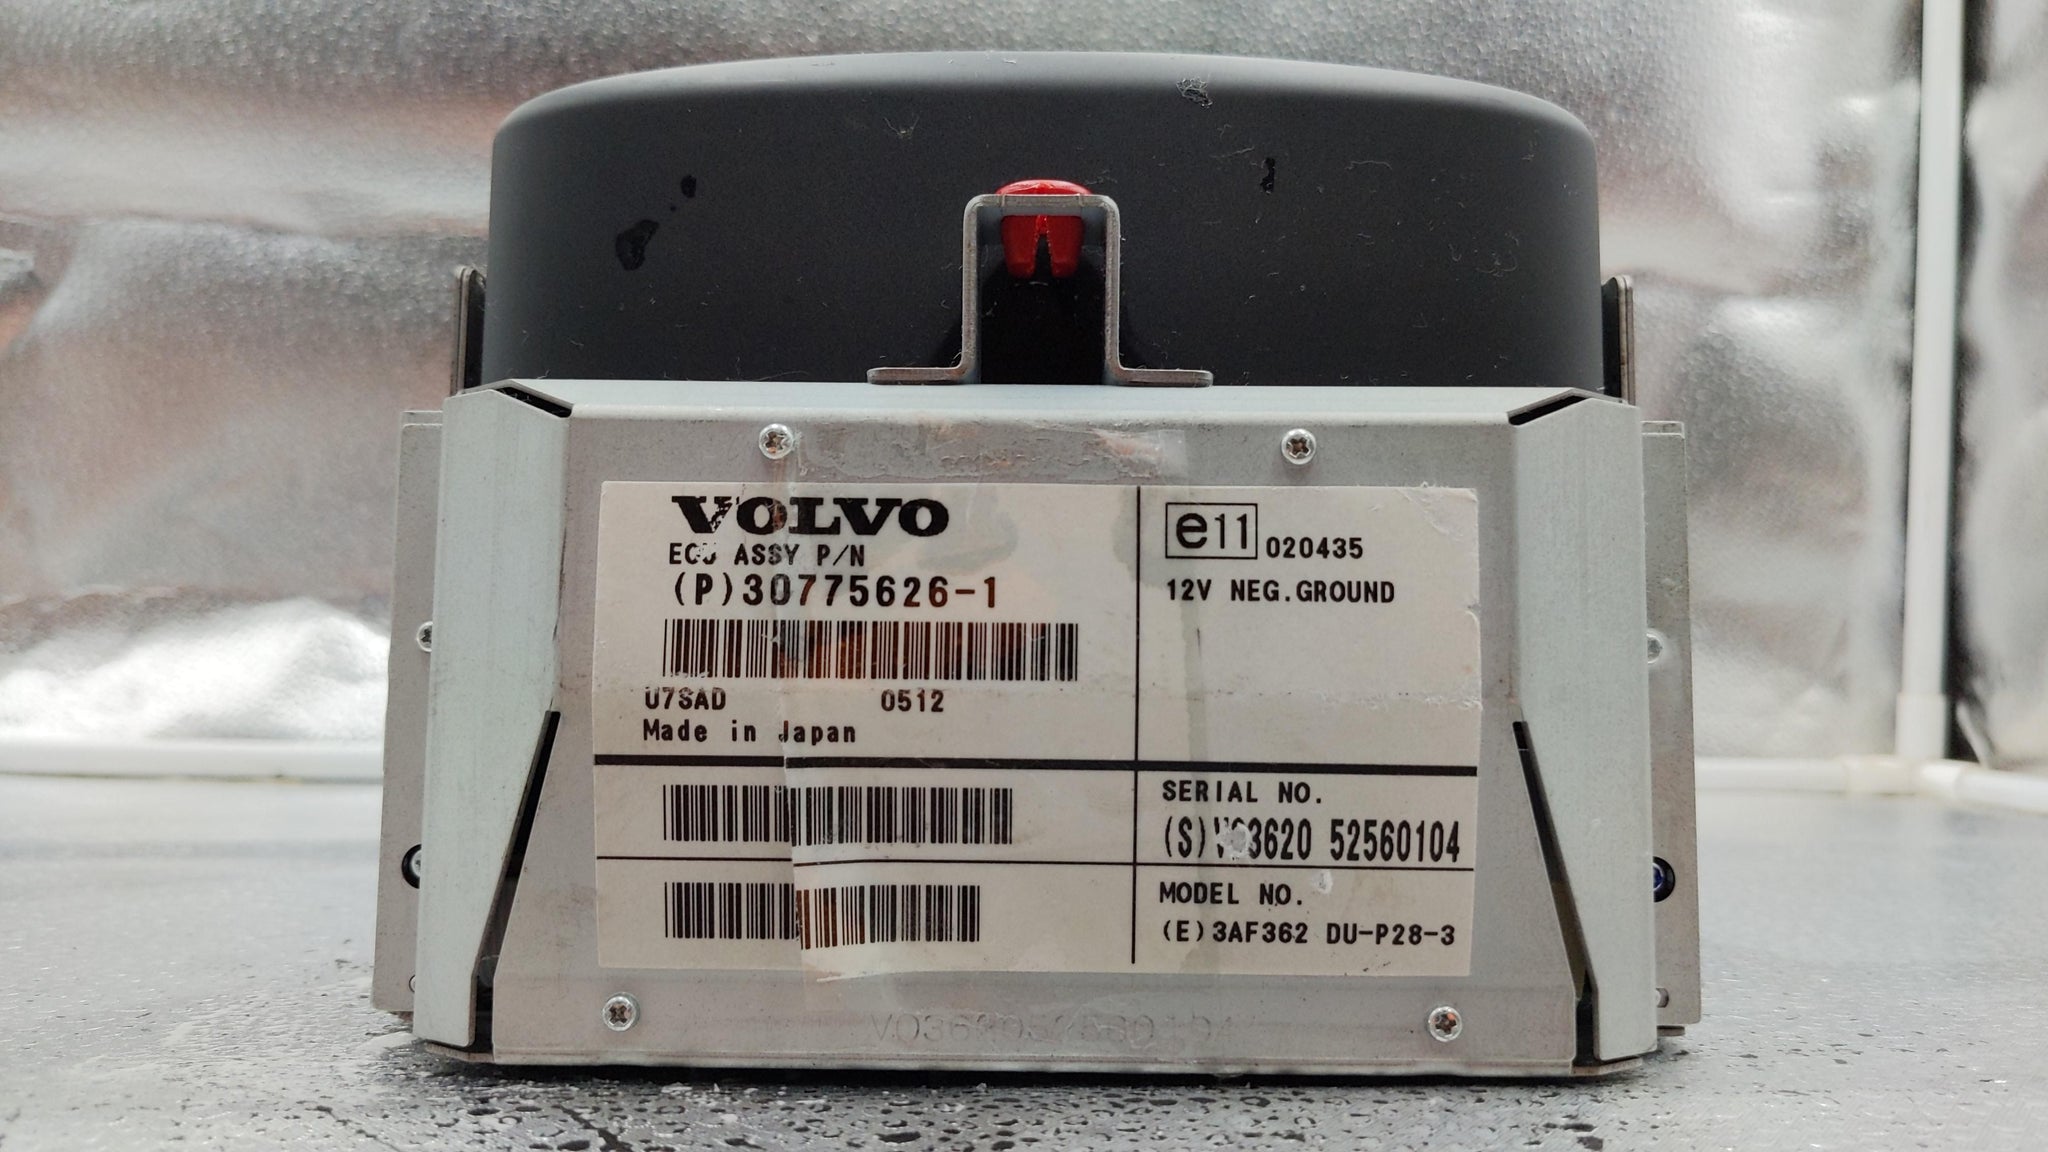 VOLVO
ECU ASSY P/N
(P)30775626-1
U7SAD 0512
Made in Japan
e11 020435
12V NEG.GROUND
SERIAL NO.
(S)V03620 52560104
MODEL NO.
(E)3AF362 DU-P28-3